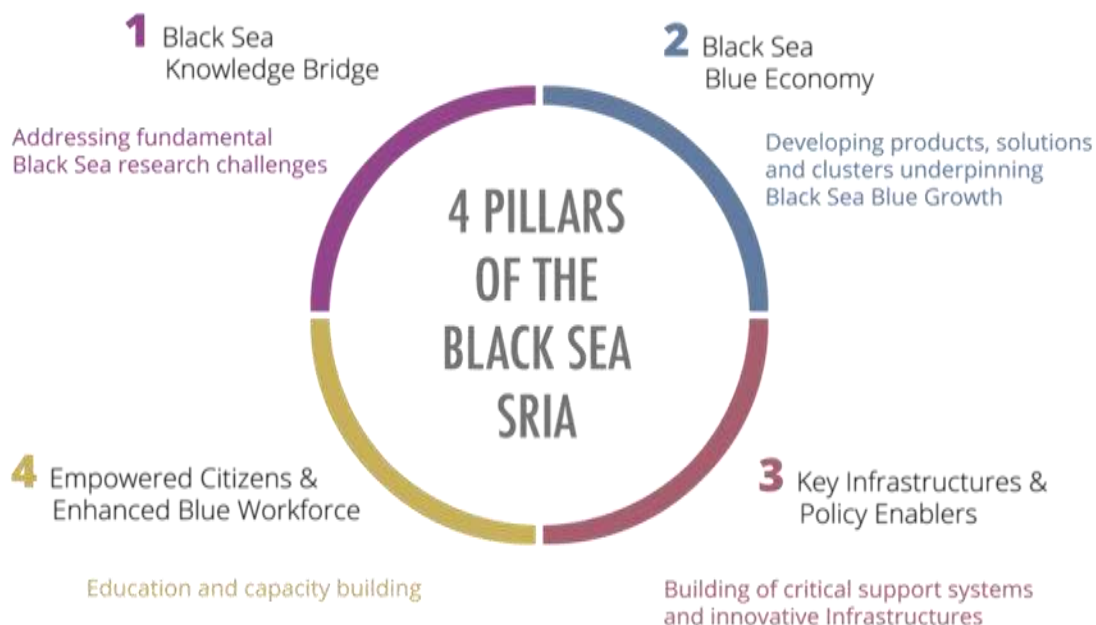 1 Black Sea
Knowledge Bridge
Addressing fundamental
Black Sea research challenges
2 Black Sea
Blue Economy
Developing products, solutions
and clusters underpinning
Black Sea Blue Growth
4 PILLARS
OF THE
BLACK SEA
SRIA
4 Empowered Citizens &
Enhanced Blue Workforce
Education and capacity building
3 Key Infrastructures &
Policy Enablers
Building of critical support systems
and innovative Infrastructures